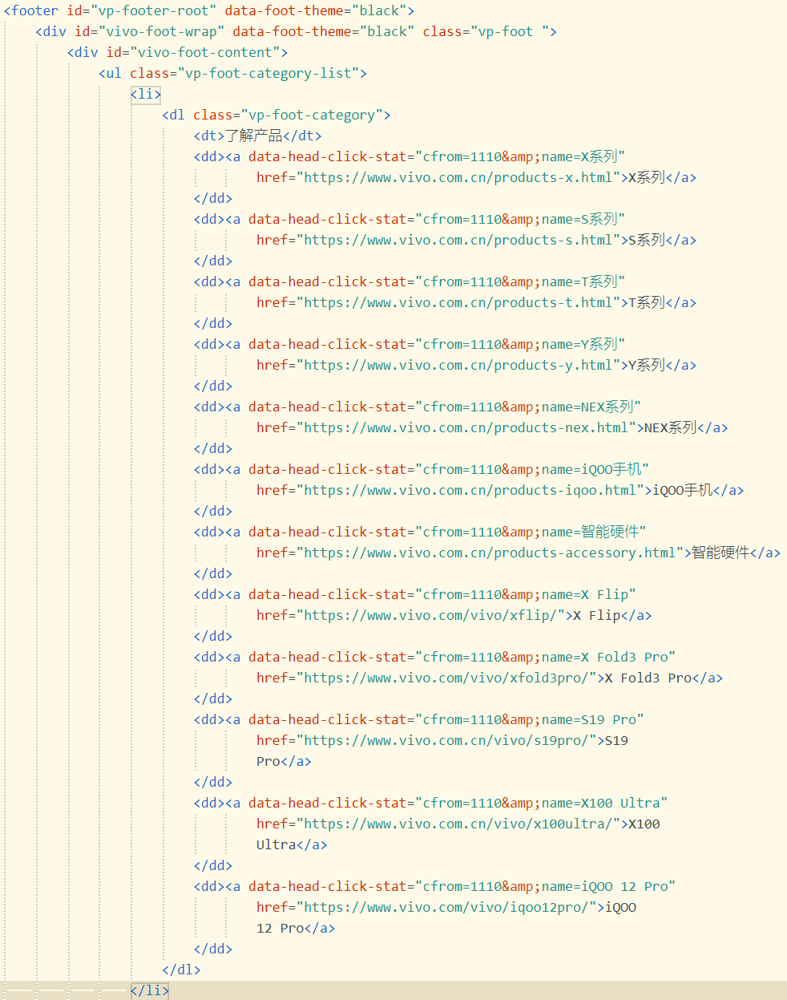 <footer id="vp-footer-root" data-foot-theme="black">
<div id="vivo-foot-wrap" data-foot-theme="black" class="vp-foot ">
<div id="vivo-foot-content">
<ul class="vp-foot-category-list">
<li>
<dl class="vp-foot-category">
<dt>了解产品</dt>
<dd><a data-head-click-stat="cfrom=1110&amp;name=X系列"
href="https://www.vivo.com.cn/products-x.html">X系列</a>
</dd>
<dd><a data-head-click-stat="cfrom=1110&amp;name=S系列"
href="https://www.vivo.com.cn/products-s.html">S系列</a>
</dd>
<dd><a data-head-click-stat="cfrom=1110&amp;name=T系列"
href="https://www.vivo.com.cn/products-t.html">T系列</a>
</dd>
<dd><a data-head-click-stat="cfrom=1110&amp;name=Y系列"
href="https://www.vivo.com.cn/products-y.html">Y系列</a>
</dd>
<dd><a data-head-click-stat="cfrom=1110&amp;name=NEX系列"
href="https://www.vivo.com.cn/products-nex.html">NEX系列</a>
</dd>
<dd><a data-head-click-stat="cfrom=1110&amp;name=iQOO手机"
href="https://www.vivo.com.cn/products-iqoo.html">iQOO手机</a>
</dd>
<dd><a data-head-click-stat="cfrom=1110&amp;name=智能硬件"
href="https://www.vivo.com.cn/products-accessory.html">智能硬件</a>
</dd>
<dd><a data-head-click-stat="cfrom=1110&amp;name=X Flip"
href="https://www.vivo.com/vivo/xflip/">X Flip</a>
</dd>
<dd><a data-head-click-stat="cfrom=1110&amp;name=X Fold3 Pro"
href="https://www.vivo.com/vivo/xfold3pro/">X Fold3 Pro</a>
</dd>
<dd><a data-head-click-stat="cfrom=1110&amp;name=S19 Pro"
href="https://www.vivo.com.cn/vivo/s19pro/">S19
Pro</a>
</dd>
<dd><a data-head-click-stat="cfrom=1110&amp;name=X100 Ultra"
href="https://www.vivo.com.cn/vivo/x100ultra/">X100
Ultra</a>
</dd>
<dd><a data-head-click-stat="cfrom=1110&amp;name=iQOO 12 Pro"
href="https://www.vivo.com/vivo/iqoo12pro/">iQOO
12 Pro</a>
</dd>
</dl>
</li>